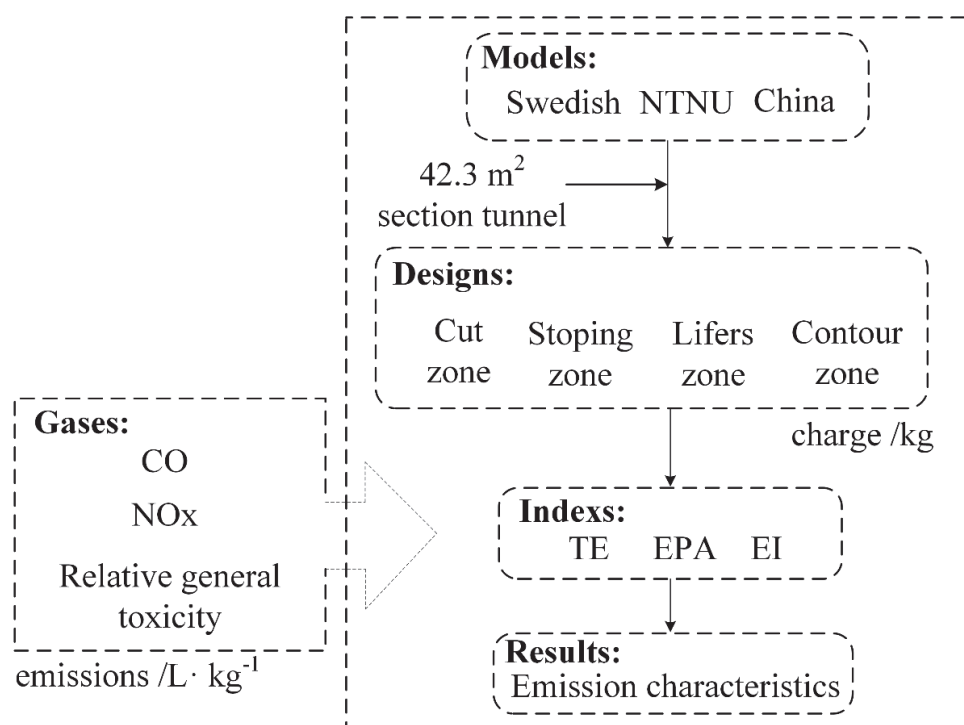 Models:
Swedish NTNU China
42.3 m²
section tunnel
Designs:
Cut zone
Stoping zone
Lifers zone
Contour zone
charge /kg
Gases:
CO
NOx
Relative general
toxicity
emissions /L· kg⁻¹
Indexs:
TE EPA EI
Results:
Emission characteristics